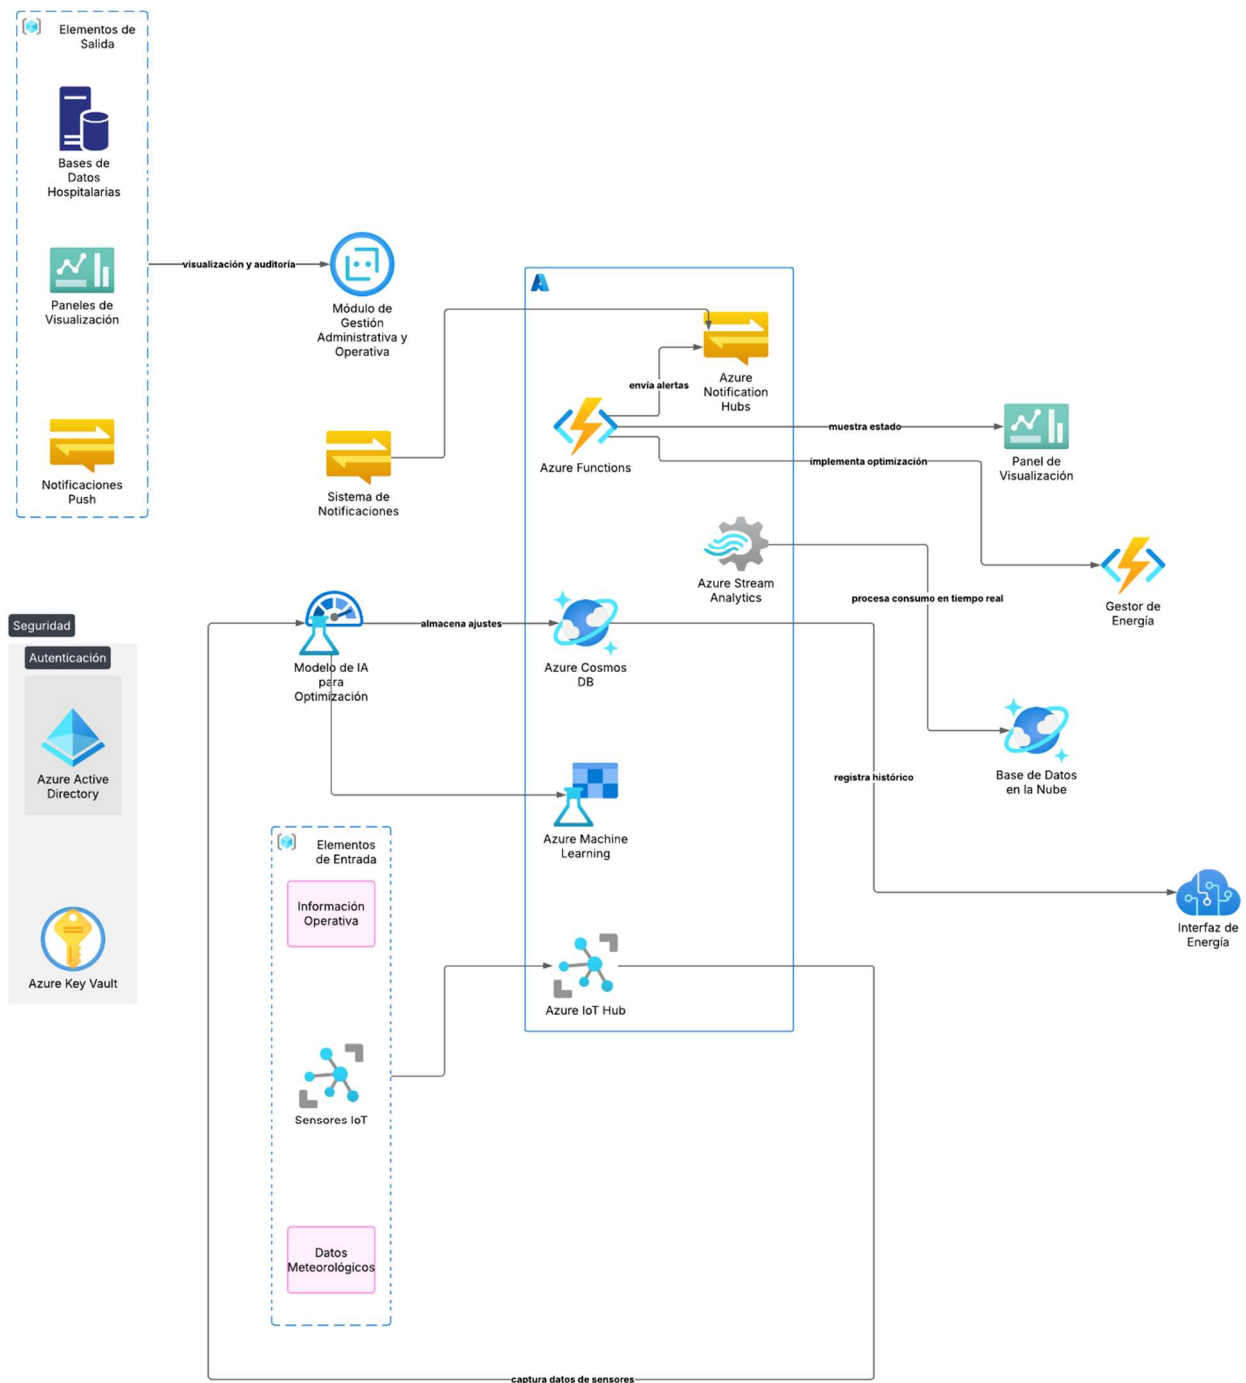 Elementos de
Salida
Bases de
Datos
Hospitalarias
Paneles de
Visualización
Notificaciones
Push
visualización y auditoría
Módulo de
Gestión
Administrativa y
Operativa
Sistema de
Notificaciones
Azure
Notification
Hubs
envía alertas
Azure Functions
muestra estado
implementa optimización
Panel de
Visualización
Azure Stream
Analytics
procesa consumo en tiempo real
Gestor de
Energía
Seguridad
Autenticación
Azure Active
Directory
Azure Key Vault
Modelo de IA
para
Optimización
almacena ajustes
Azure Cosmos
DB
Base de Datos
en la Nube
registra histórico
Azure Machine
Learning
Interfaz de
Energía
Elementos
de Entrada
Información
Operativa
Azure IoT Hub
Sensores IoT
Datos
Meteorológicos
captura datos de sensores